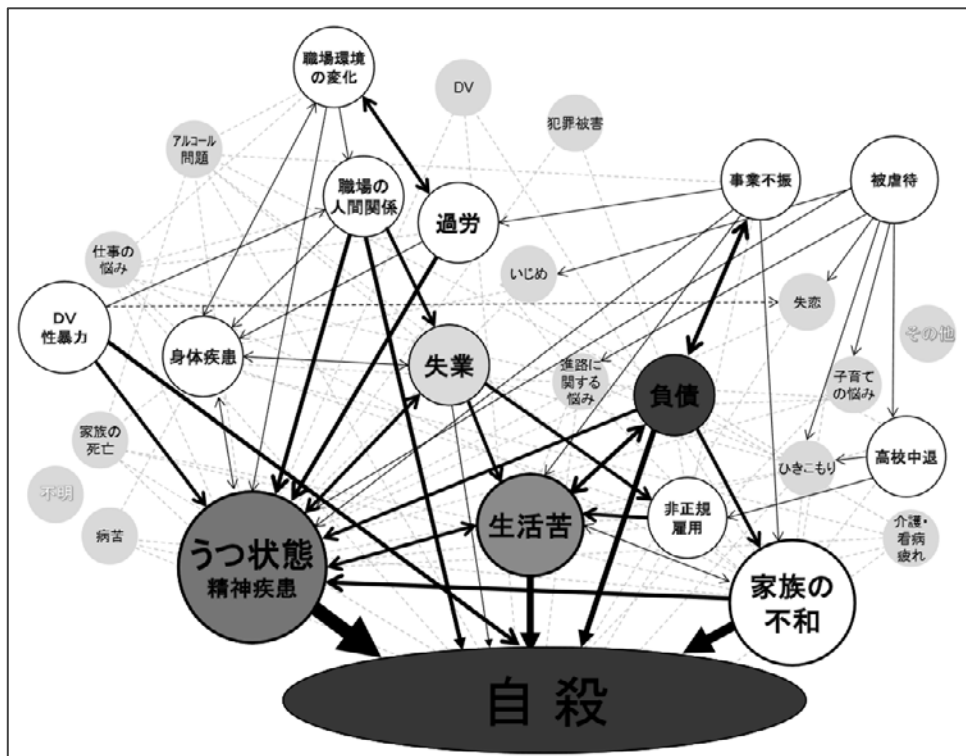 職場環境
の変化
DV
犯罪被害
アルコール
問題
職場の
人間関係
過労
事業不振
被虐待
仕事の
悩み
いじめ
DV
性暴力
失恋
その他
身体疾患
失業
進路に
関する
悩み
負債
子育て
の悩み
家族の
死亡
ひきこもり
高校中退
不明
病苦
うつ状態
精神疾患
生活苦
非正規
雇用
介護・
看病
疲れ
家族の
不和
自殺